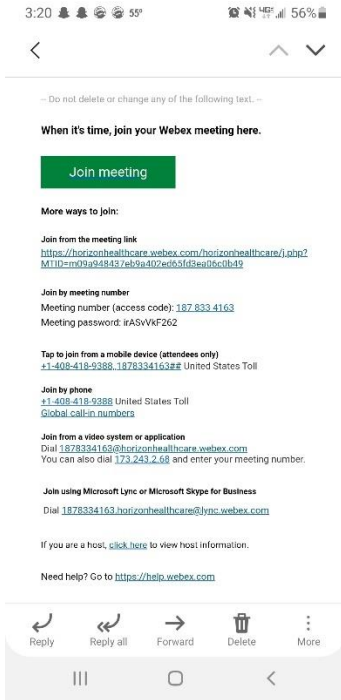 3:20 55° 56%
-- Do not delete or change any of the following text. --
When it's time, join your Webex meeting here.
Join meeting
More ways to join:
Join from the meeting link
https://horizonhealthcare.webex.com/horizonhealthcare/j.php?
MTID=m09a948437eb9a402ed65fd3ea06c0b49
Join by meeting number
Meeting number (access code): 187 833 4163
Meeting password: irASvVkF262
Tap to join from a mobile device (attendees only)
+1-408-418-9388,,1878334163## United States Toll
Join by phone
+1-408-418-9388 United States Toll
Global call-in numbers
Join from a video system or application
Dial 1878334163@horizonhealthcare.webex.com
You can also dial 173.243.2.68 and enter your meeting number.
Join using Microsoft Lync or Microsoft Skype for Business
Dial 1878334163.horizonhealthcare@lync.webex.com
If you are a host, click here to view host information.
Need help? Go to https://help.webex.com
Reply Reply all Forward Delete More